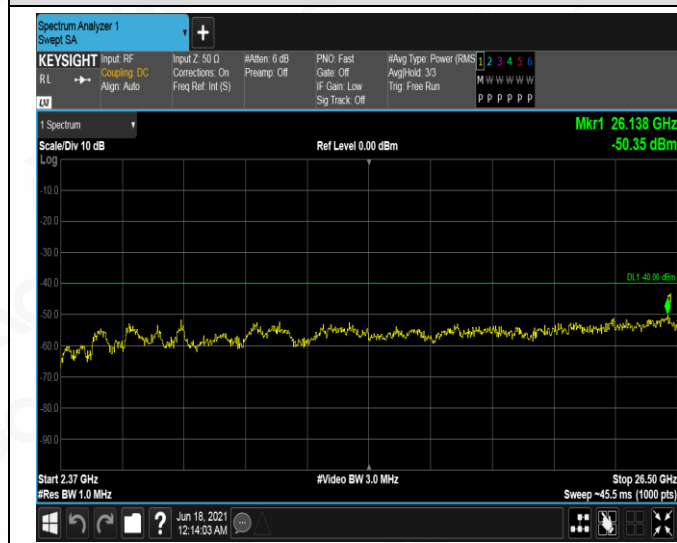 Spectrum Analyzer 1
Swept SA
+
KEYSIGHT
RL
Input: RF
Coupling: DC
Align: Auto
Input Z: 50 Ω
Corrections: On
Freq Ref: Int (S)
#Atten: 6 dB
Preamp: Off
PNO: Fast
Gate: Off
IF Gain: Low
Sig Track: Off
#Avg Type: Power (RMS
Avg|Hold: 3/3
Trig: Free Run
1 2 3 4 5 6
M W W W W W
P P P P P P
1 Spectrum
Scale/Div 10 dB
Log
Ref Level 0.00 dBm
Mkr1 26.138 GHz
-50.35 dBm
-10.0
-20.0
-30.0
-40.0
DL1 -40.00 dBm
-50.0
-60.0
-70.0
-80.0
-90.0
Start 2.37 GHz
#Res BW 1.0 MHz
#Video BW 3.0 MHz
Stop 26.50 GHz
Sweep ~45.5 ms (1000 pts)
?
Jun 18, 2021
12:14:03 AM